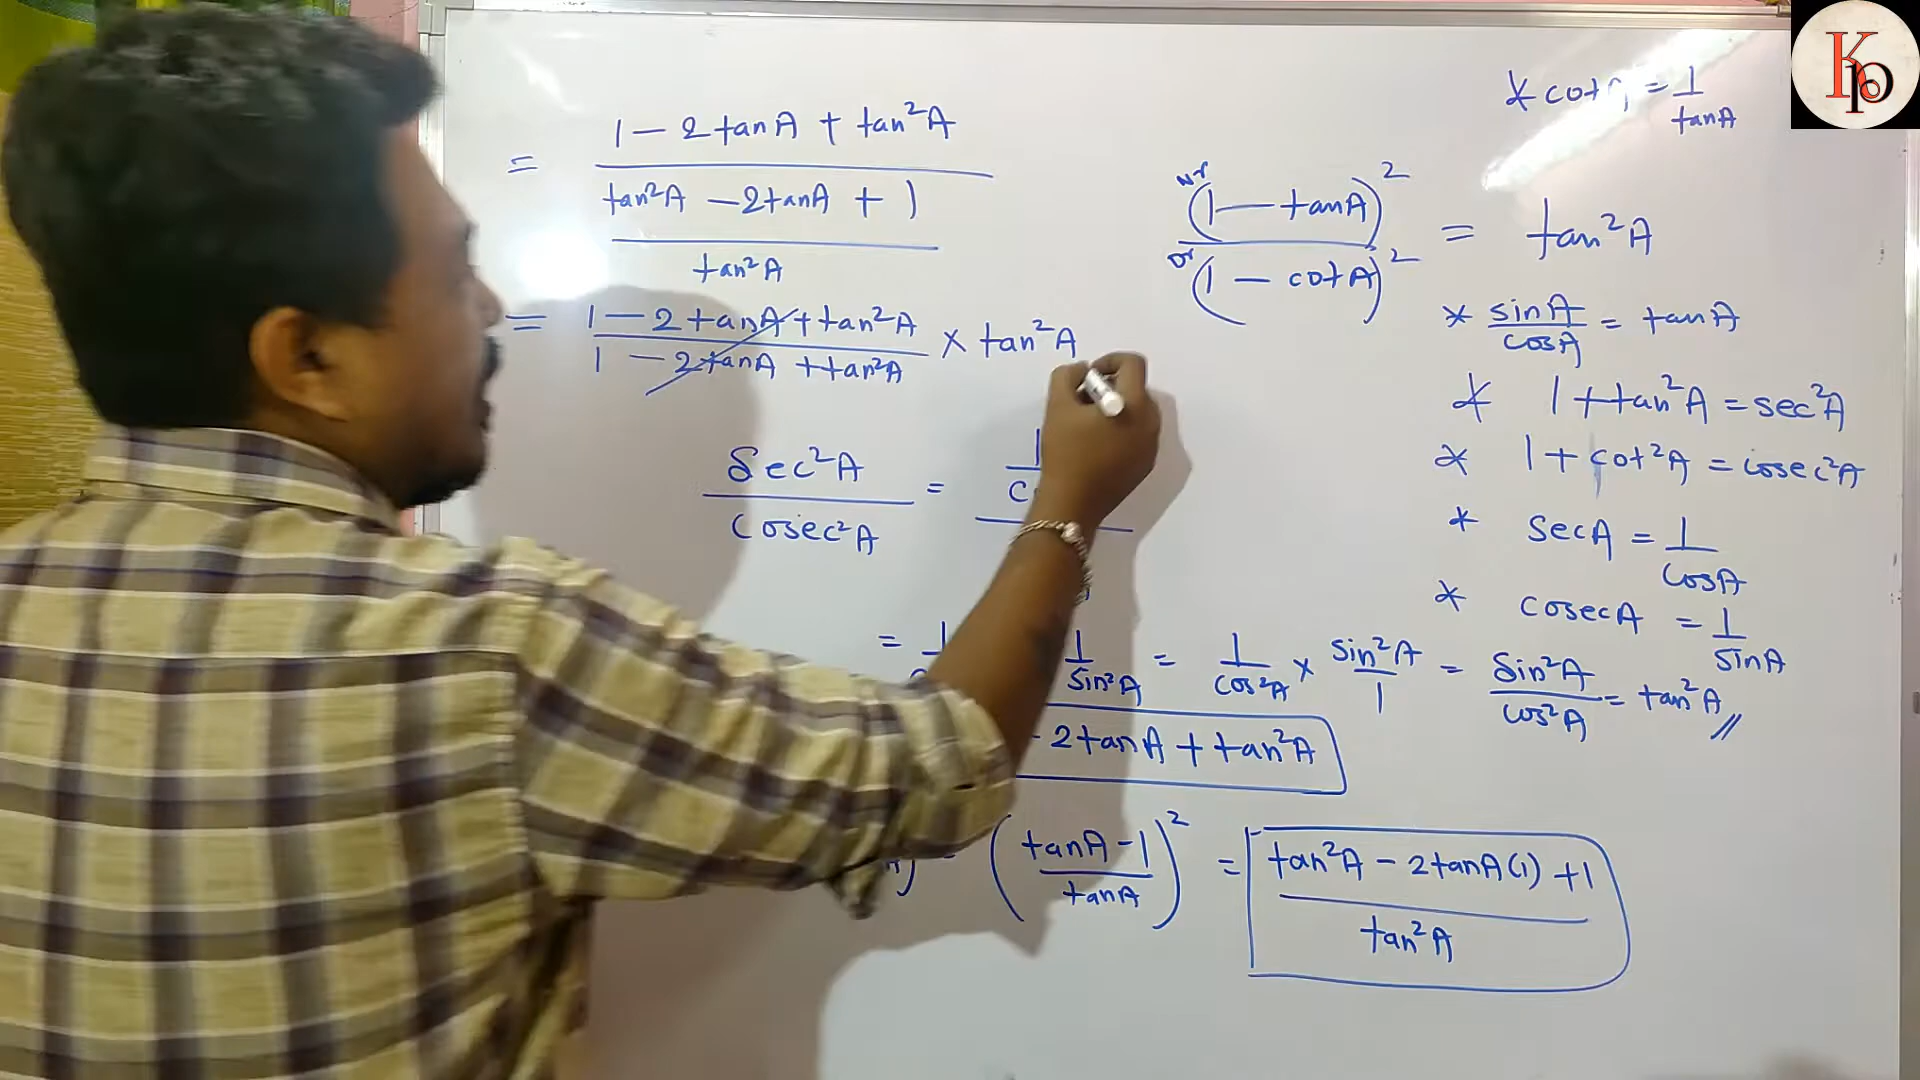 = 1 - 2 tanA + tan²A / tan²A - 2tanA + 1 / tan²A
= 1 - 2 tanA + tan²A / 1 - 2tanA + tan²A × tan²A
sec²A / cosec²A = 1
= 1 1 / sin²A = 1 / cos²A × sin²A / 1 = sin²A / cos²A = tan²A //
- 2tanA + tan²A
(tanA - 1 / tanA)² = tan²A - 2tanA(1) + 1 / tan²A
* cot = 1 / tanA
Nr (1 - tanA)² / Dr (1 - cotA)² = tan²A
* sinA / cosA = tanA
* 1 + tan²A = sec²A
* 1 + cot²A = cosec²A
* secA = 1 / cosA
* cosecA = 1 / sinA
KP